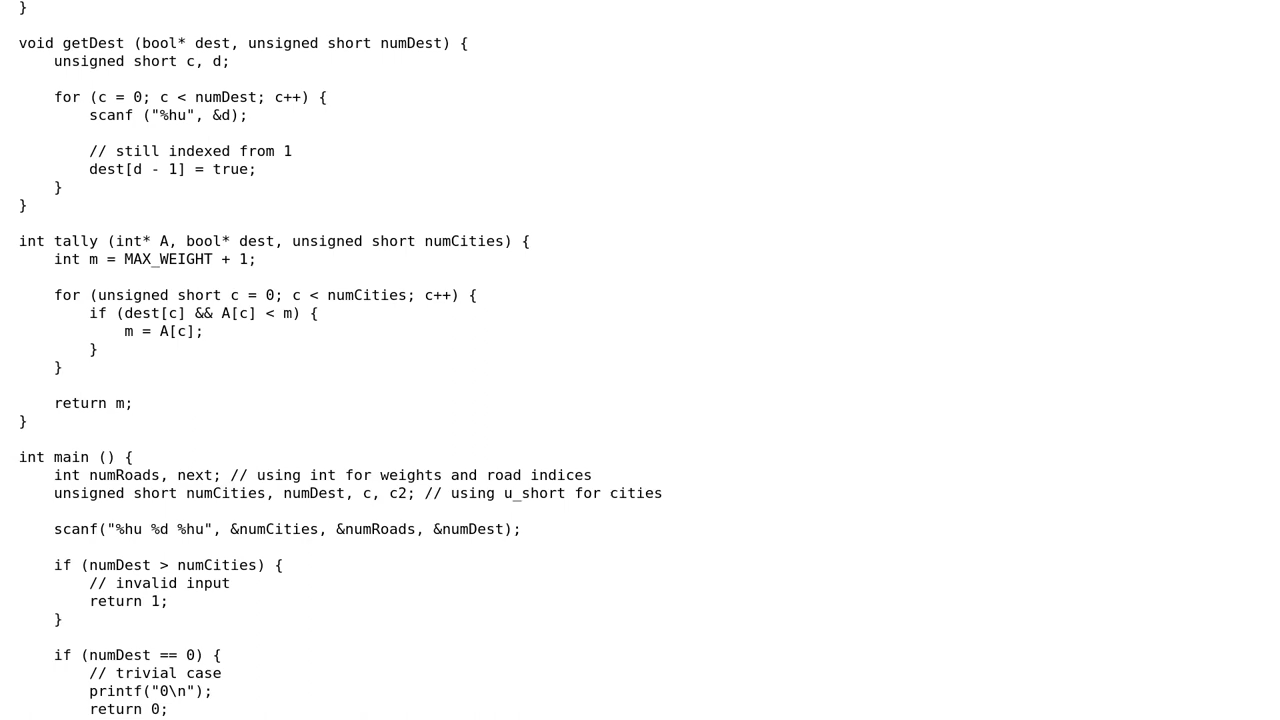 }

void getDest (bool* dest, unsigned short numDest) {
    unsigned short c, d;

    for (c = 0; c < numDest; c++) {
        scanf ("%hu", &d);

        // still indexed from 1
        dest[d - 1] = true;
    }
}

int tally (int* A, bool* dest, unsigned short numCities) {
    int m = MAX_WEIGHT + 1;

    for (unsigned short c = 0; c < numCities; c++) {
        if (dest[c] && A[c] < m) {
            m = A[c];
        }
    }

    return m;
}

int main () {
    int numRoads, next; // using int for weights and road indices
    unsigned short numCities, numDest, c, c2; // using u_short for cities

    scanf("%hu %d %hu", &numCities, &numRoads, &numDest);

    if (numDest > numCities) {
        // invalid input
        return 1;
    }

    if (numDest == 0) {
        // trivial case
        printf("0\n");
        return 0;